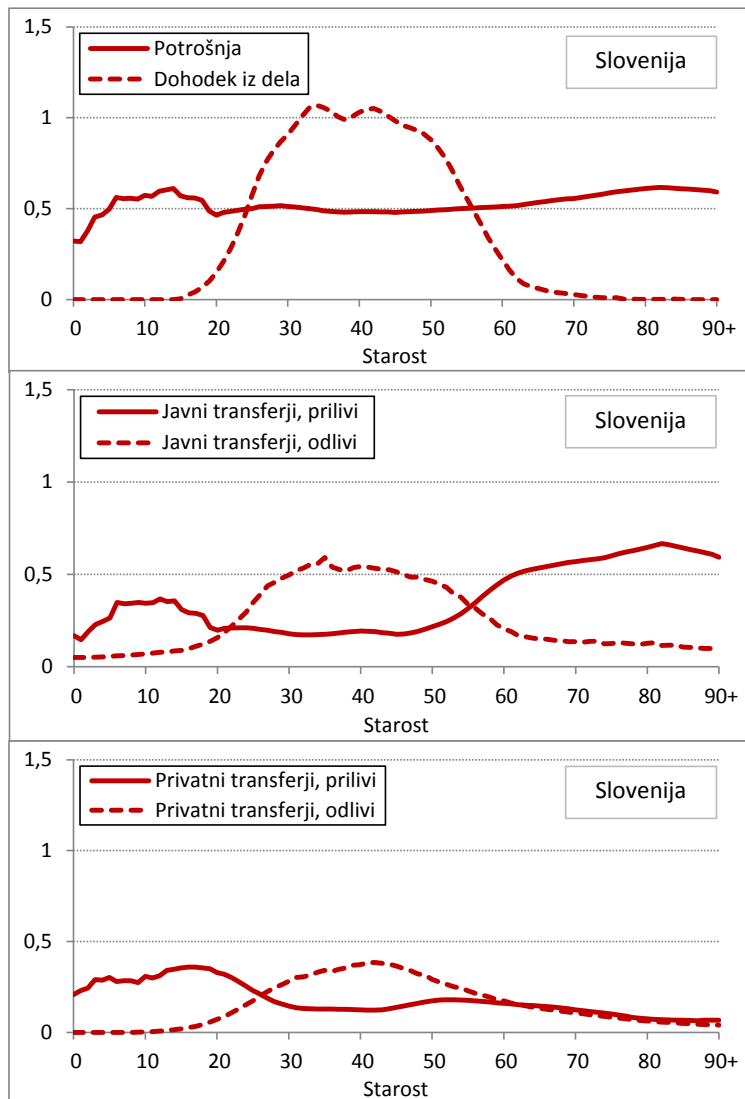 1,5
Potrošnja
Dohodek iz dela
Slovenija
1
0,5
0
0 10 20 30 40 50 60 70 80 90+
Starost
1,5
Javni transferji, prilivi
Javni transferji, odlivi
Slovenija
1
0,5
0
0 10 20 30 40 50 60 70 80 90+
Starost
1,5
Privatni transferji, prilivi
Privatni transferji, odlivi
Slovenija
1
0,5
0
0 10 20 30 40 50 60 70 80 90+
Starost